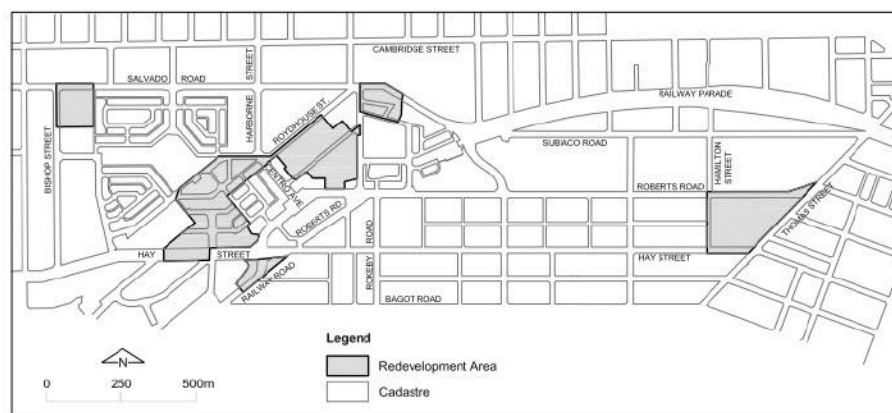 CAMBRIDGE STREET
SALVADO ROAD
HARBORNE STREET
ROYDHOUSE ST.
RAILWAY PARADE
BISHOP STREET
SUBIACO ROAD
HAMILTON STREET
CENTRO AVE
ROBERTS ROAD
THOMAS STREET
ROBERTS RD
HAY STREET
ROKEBY ROAD
HAY STREET
RAILWAY ROAD
BAGOT ROAD
Legend
N
Redevelopment Area
0 250 500m
Cadastre